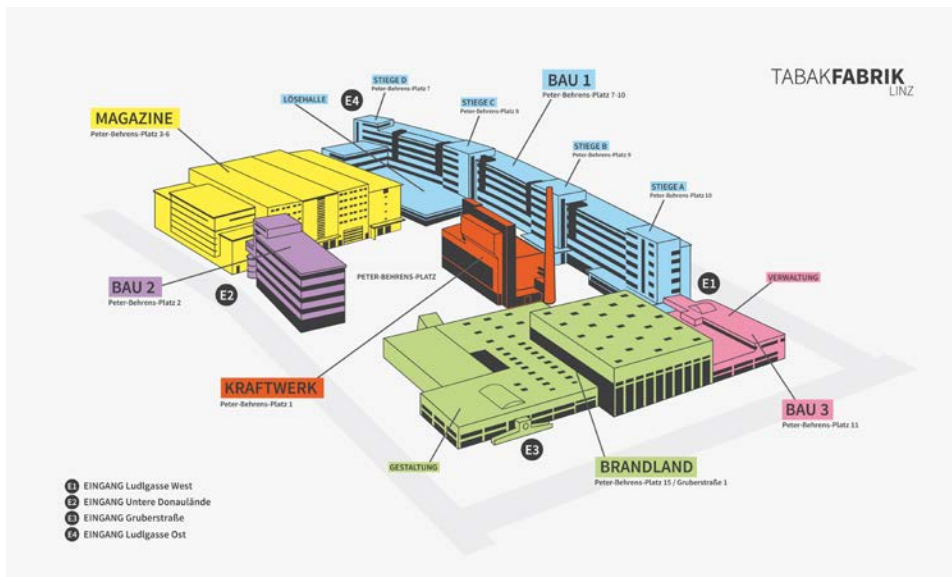 TABAKFABRIK
LINZ
STIEGE D
Peter-Behrens-Platz 7
E4
LÖSEHALLE
STIEGE C
Peter-Behrens-Platz 8
BAU 1
Peter-Behrens-Platz 7-10
MAGAZINE
Peter-Behrens-Platz 3-6
STIEGE B
Peter-Behrens-Platz 9
STIEGE A
Peter-Behrens-Platz 10
PETER-BEHRENS-PLATZ
E1
VERWALTUNG
BAU 2
Peter-Behrens-Platz 2
E2
KRAFTWERK
Peter-Behrens-Platz 1
BAU 3
Peter-Behrens-Platz 11
E3
GESTALTUNG
BRANDLAND
Peter-Behrens-Platz 15 / Gruberstraße 1
E1 EINGANG Ludlgasse West
E2 EINGANG Untere Donaulände
E3 EINGANG Gruberstraße
E4 EINGANG Ludlgasse Ost